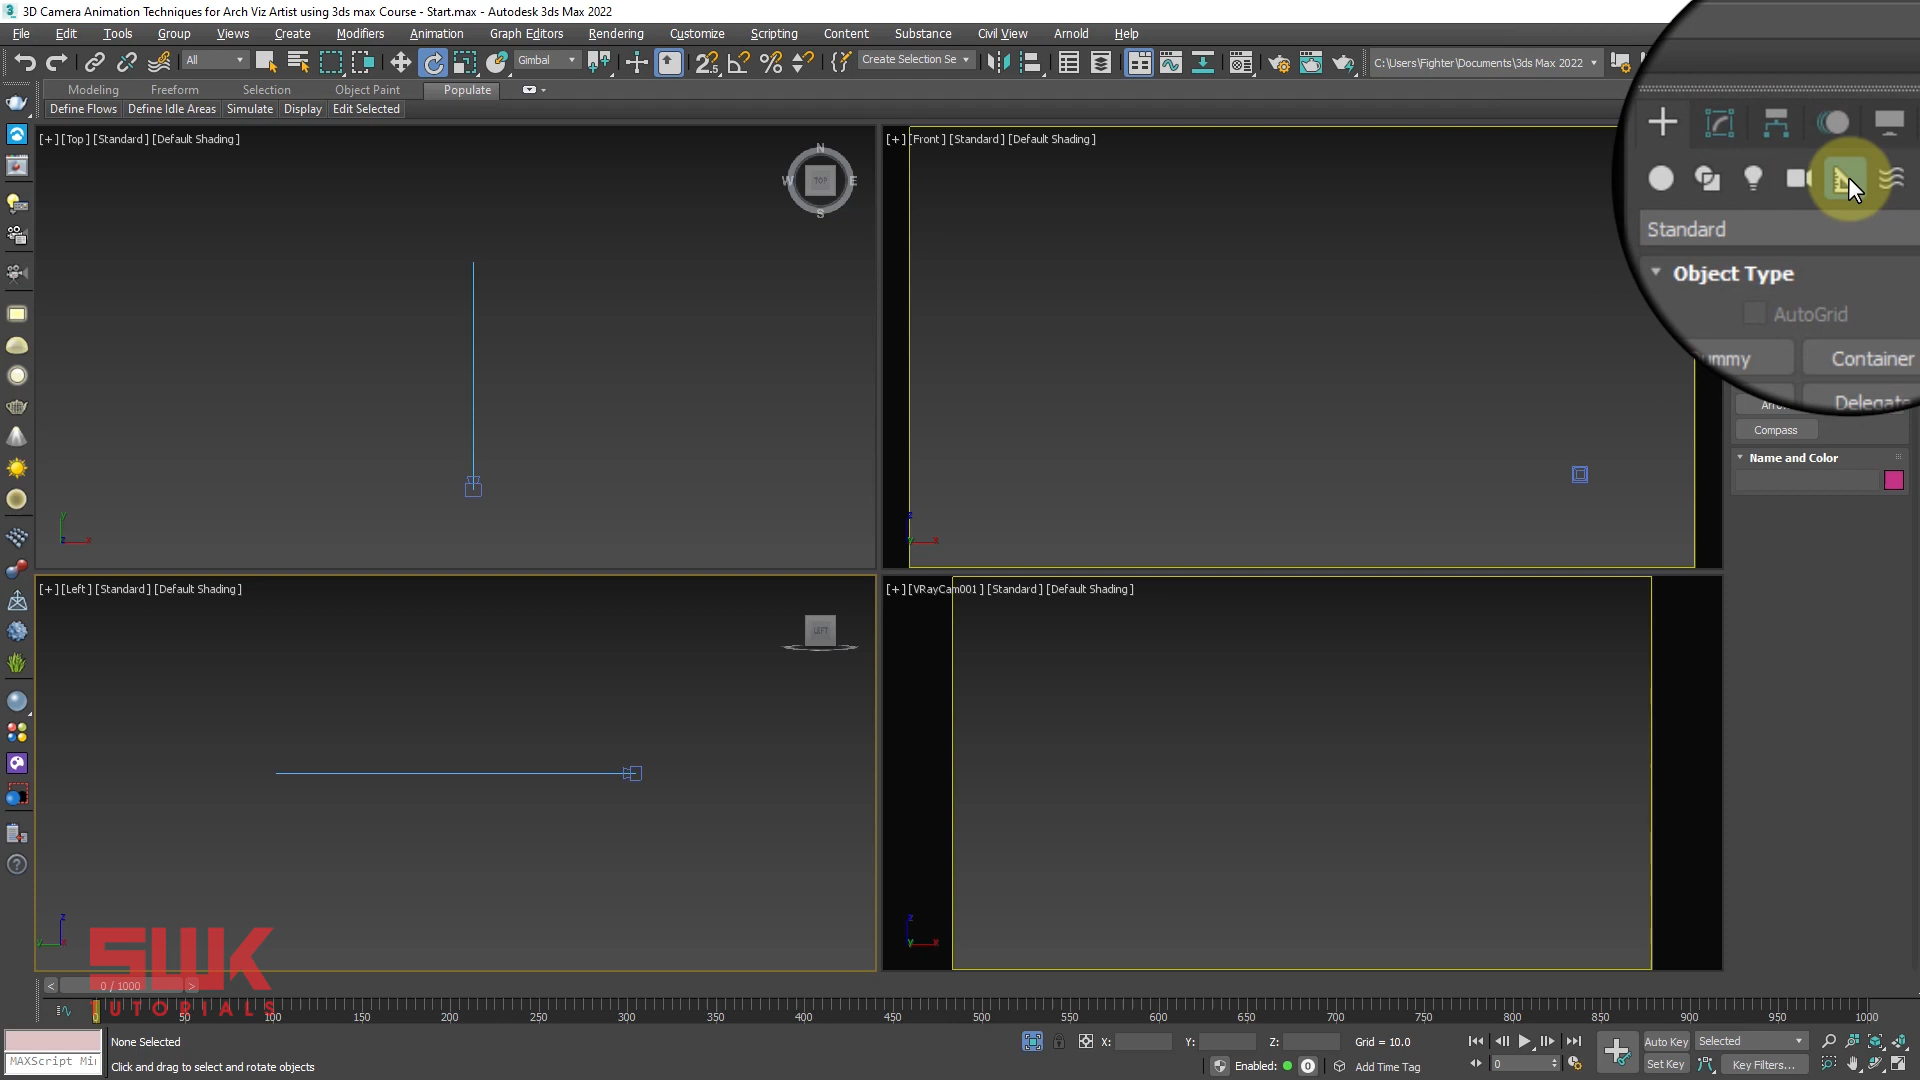 3D Camera Animation Techniques for Arch Viz Artist using 3ds max Course - Start.max - Autodesk 3ds Max 2022
File Edit Tools Group Views Create Modifiers Animation Graph Editors Rendering Customize Scripting Content Substance Civil View Arnold Help
All Gimbal Create Selection Se C:\Users\Fighter\Documents\3ds Max 2022
Modeling Freeform Selection Object Paint Populate
Define Flows Define Idle Areas Simulate Display Edit Selected
[+] [Top] [Standard] [Default Shading]
N
W TOP E
S
y
z x
[+] [Front] [Standard] [Default Shading]
z
y x
Standard
Object Type
AutoGrid
Container
Compass
Name and Color
[+] [Left] [Standard] [Default Shading]
LEFT
z
y x
[+] [VRayCam001] [Standard] [Default Shading]
z
y x
SWK
TUTORIALS
< 0 / 1000 >
0 50 100 150 200 250 300 350 400 450 500 550 600 650 700 750 800 850 900 950 1000
None Selected
X: Y: Z: Grid = 10.0
Auto Key Selected
MAXScript Mi
Click and drag to select and rotate objects
Enabled: 0 Add Time Tag
0
Set Key Key Filters...